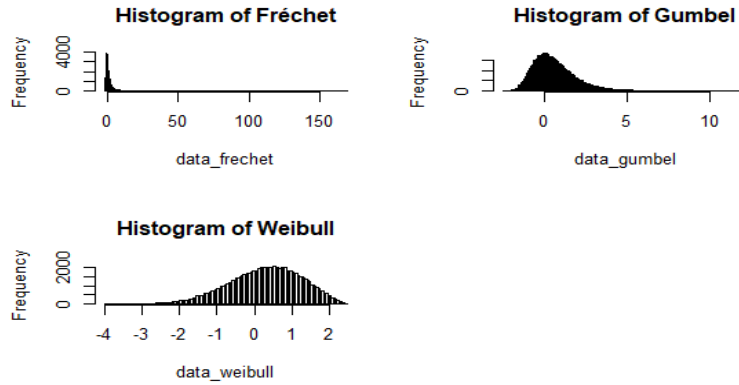 Histogram of Fréchet
Frequency
4000
0
0 50 100 150
data_frechet
Histogram of Gumbel
Frequency
0
0 5 10
data_gumbel
Histogram of Weibull
Frequency
2000
0
-4 -3 -2 -1 0 1 2
data_weibull